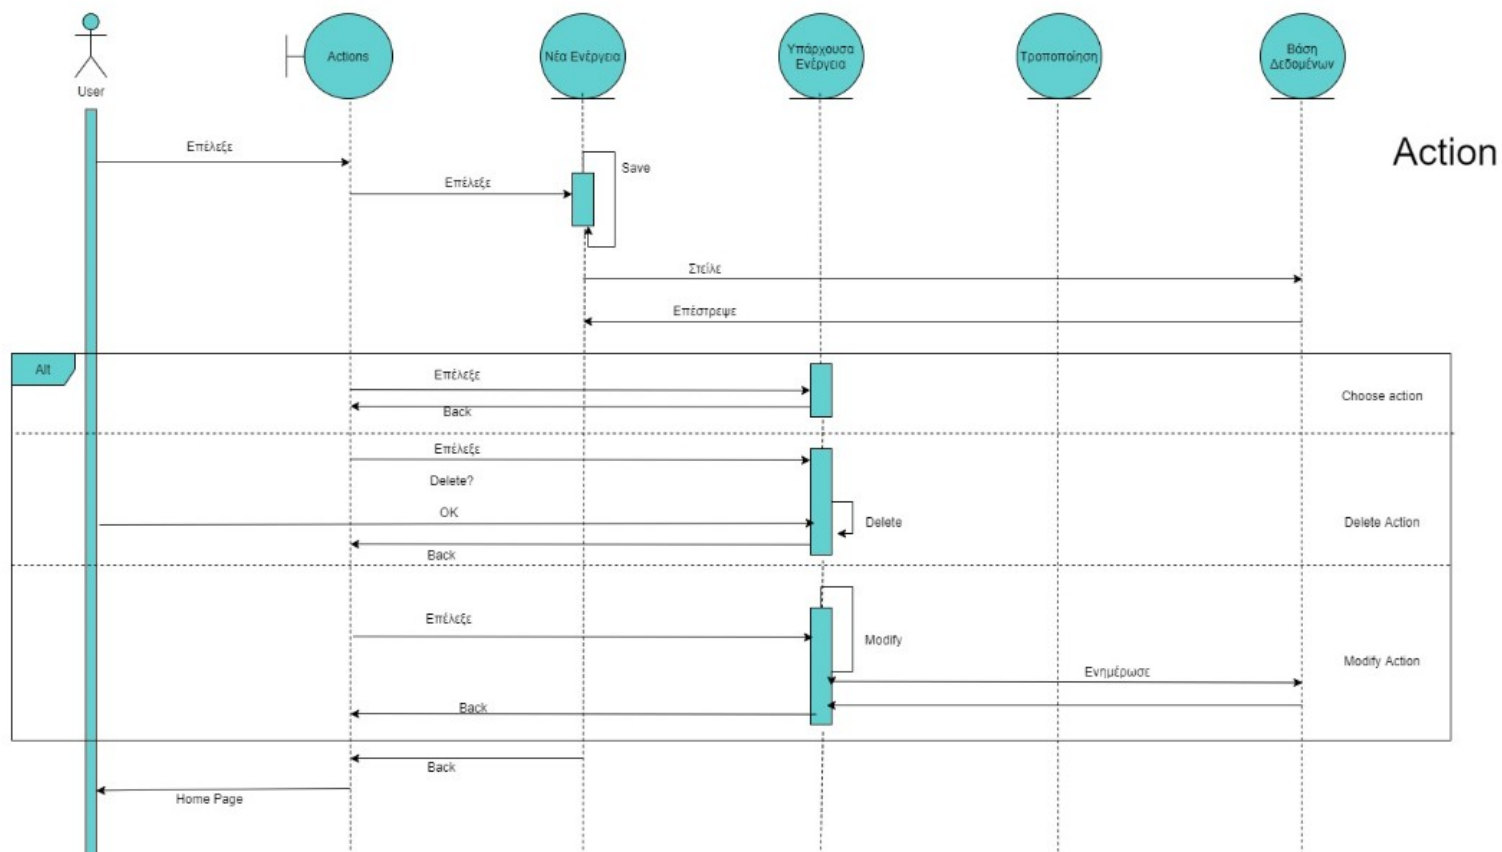 User
Actions
Νέα Ενέργεια
Υπάρχουσα
Ενέργεια
Τροποποίηση
Βάση
Δεδομένων
Action
Επέλεξε
Επέλεξε
Save
Στείλε
Επέστρεψε
Alt
Επέλεξε
Back
Choose action
Επέλεξε
Delete?
OK
Delete
Delete Action
Back
Επέλεξε
Modify
Modify Action
Ενημέρωσε
Back
Back
Home Page